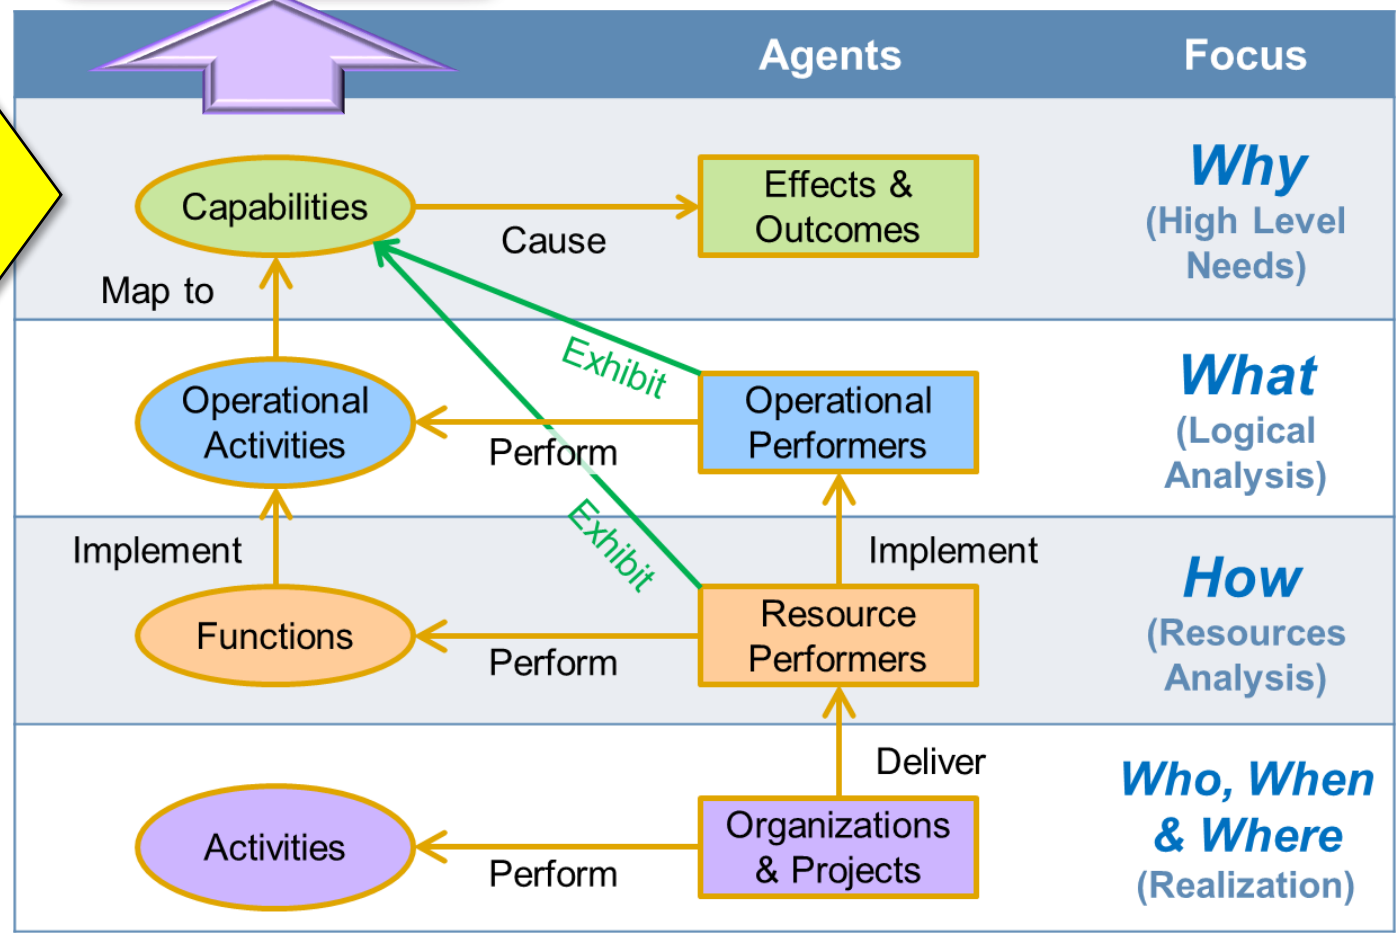 Agents
Focus
Capabilities
Cause
Effects &
Outcomes
Why
(High Level
Needs)
Map to
Exhibit
Operational
Activities
Perform
Operational
Performers
What
(Logical
Analysis)
Exhibit
Implement
Implement
Functions
Perform
Resource
Performers
How
(Resources
Analysis)
Deliver
Activities
Perform
Organizations
& Projects
Who, When
& Where
(Realization)